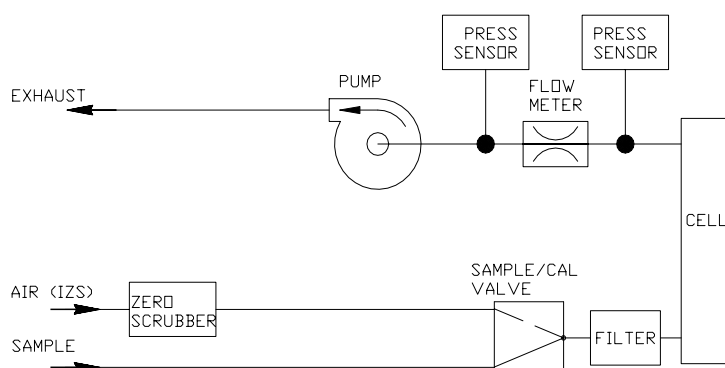 PRESS
SENSOR
PRESS
SENSOR
PUMP
FLOW
METER
EXHAUST
CELL
SAMPLE/CAL
VALVE
AIR (IZS)
ZERO
SCRUBBER
FILTER
SAMPLE